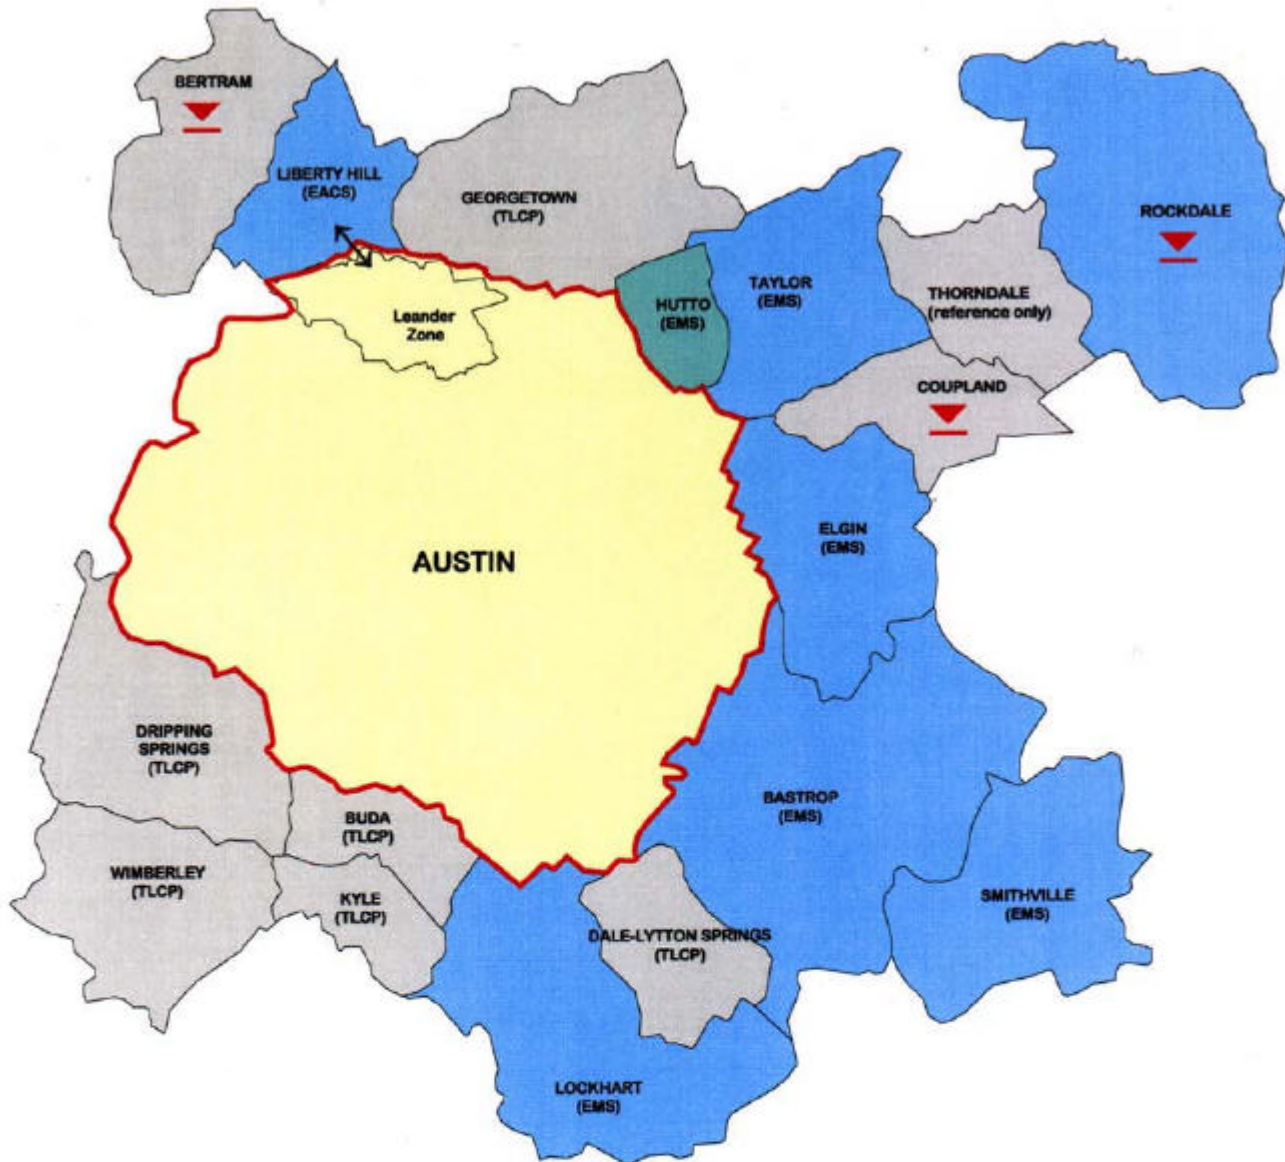 BERTRAM
LIBERTY HILL
(EACS)
GEORGETOWN
(TLCP)
ROCKDALE
HUTTO
(EMS)
TAYLOR
(EMS)
THORNDALE
(reference only)
Leander
Zone
COUPLAND
AUSTIN
ELGIN
(EMS)
DRIPPING
SPRINGS
(TLCP)
BUDA
(TLCP)
BASTROP
(EMS)
WIMBERLEY
(TLCP)
KYLE
(TLCP)
SMITHVILLE
(EMS)
DALE-LYTTON SPRINGS
(TLCP)
LOCKHART
(EMS)